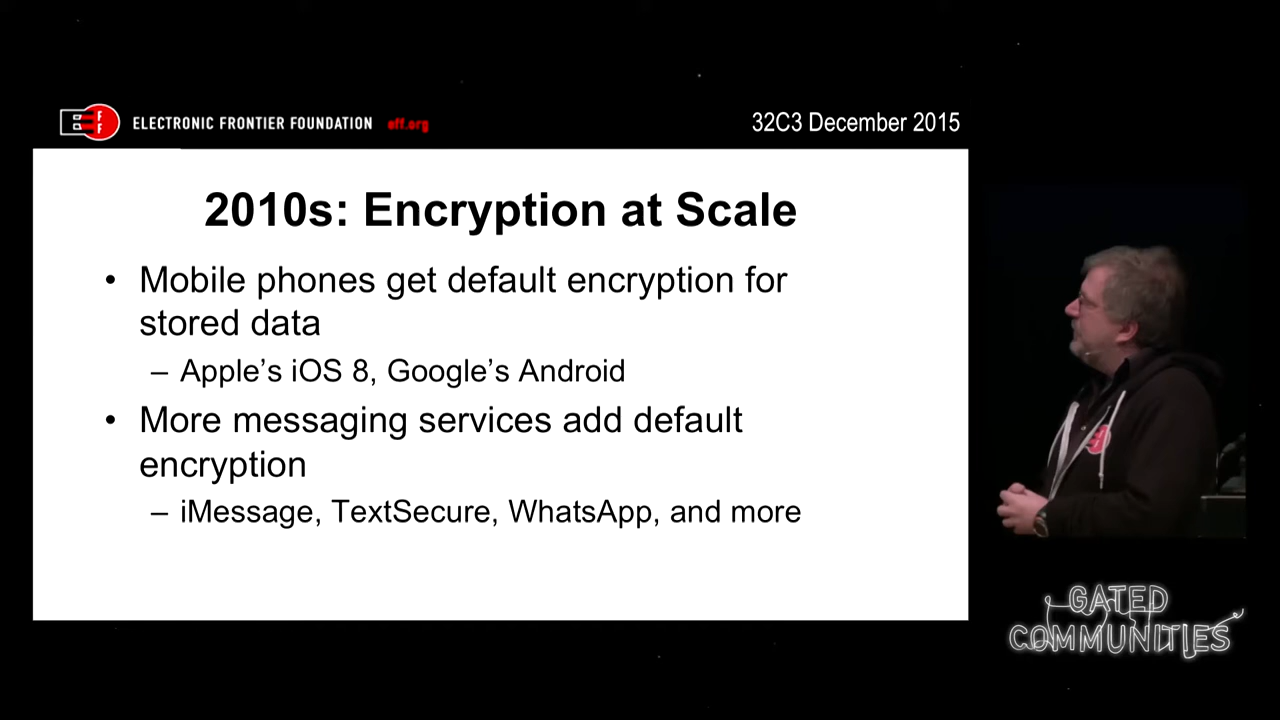 E F F
ELECTRONIC FRONTIER FOUNDATION eff.org
32C3 December 2015
2010s: Encryption at Scale
• Mobile phones get default encryption for
stored data
– Apple’s iOS 8, Google’s Android
• More messaging services add default
encryption
– iMessage, TextSecure, WhatsApp, and more
GATED
COMMUNITIES